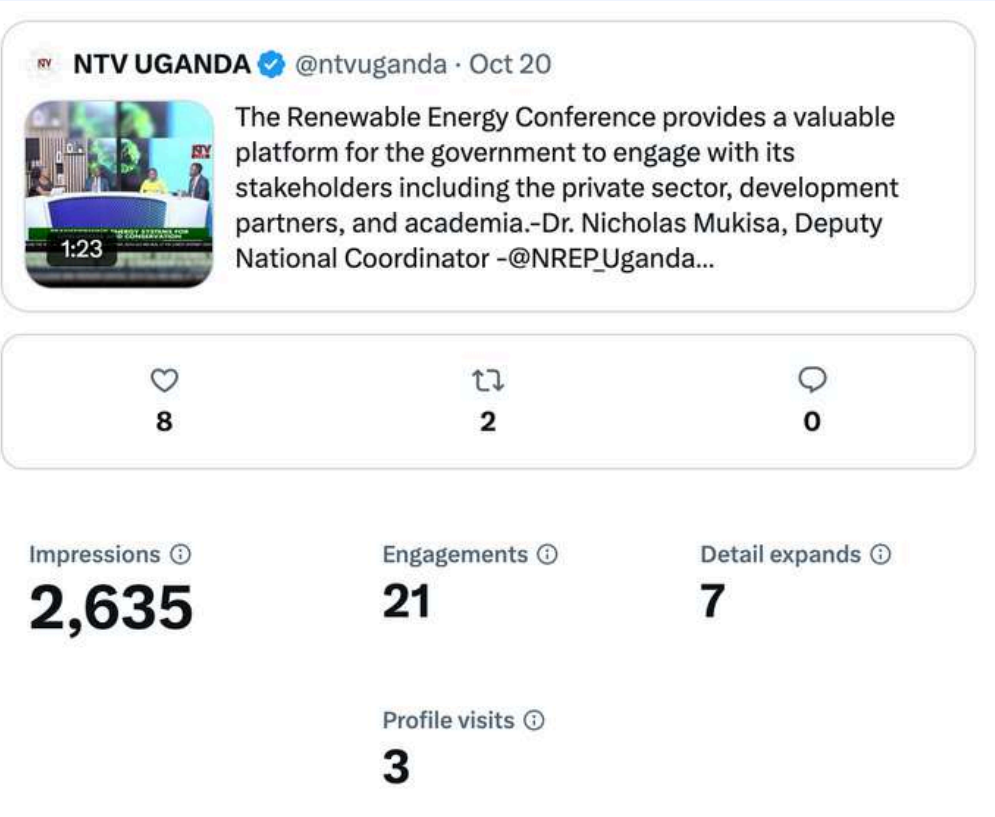 NTV UGANDA @ntvuganda · Oct 20
The Renewable Energy Conference provides a valuable
platform for the government to engage with its
stakeholders including the private sector, development
partners, and academia.-Dr. Nicholas Mukisa, Deputy
National Coordinator -@NREP_Uganda...
1:23
8
2
0
Impressions
2,635
Engagements
21
Detail expands
7
Profile visits
3